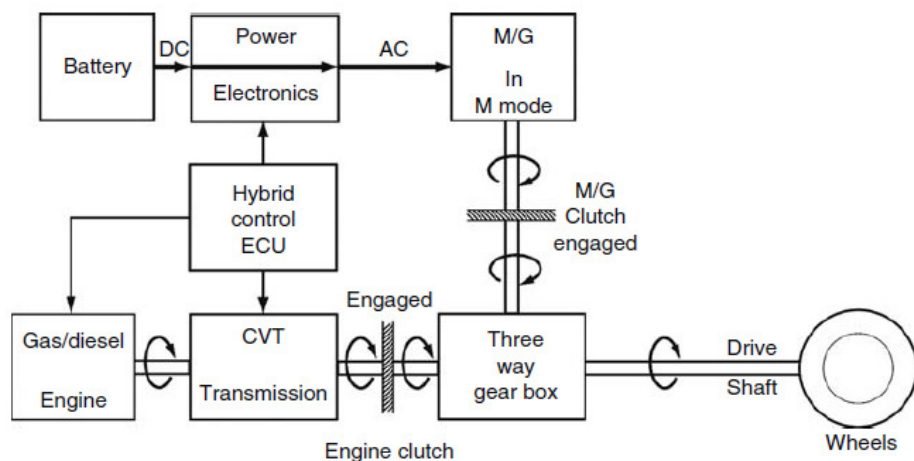 Battery
DC
Power
Electronics
AC
M/G
In
M mode
Hybrid
control
ECU
M/G
Clutch
engaged
Gas/diesel
Engine
CVT
Transmission
Engaged
Engine clutch
Three
way
gear box
Drive
Shaft
Wheels